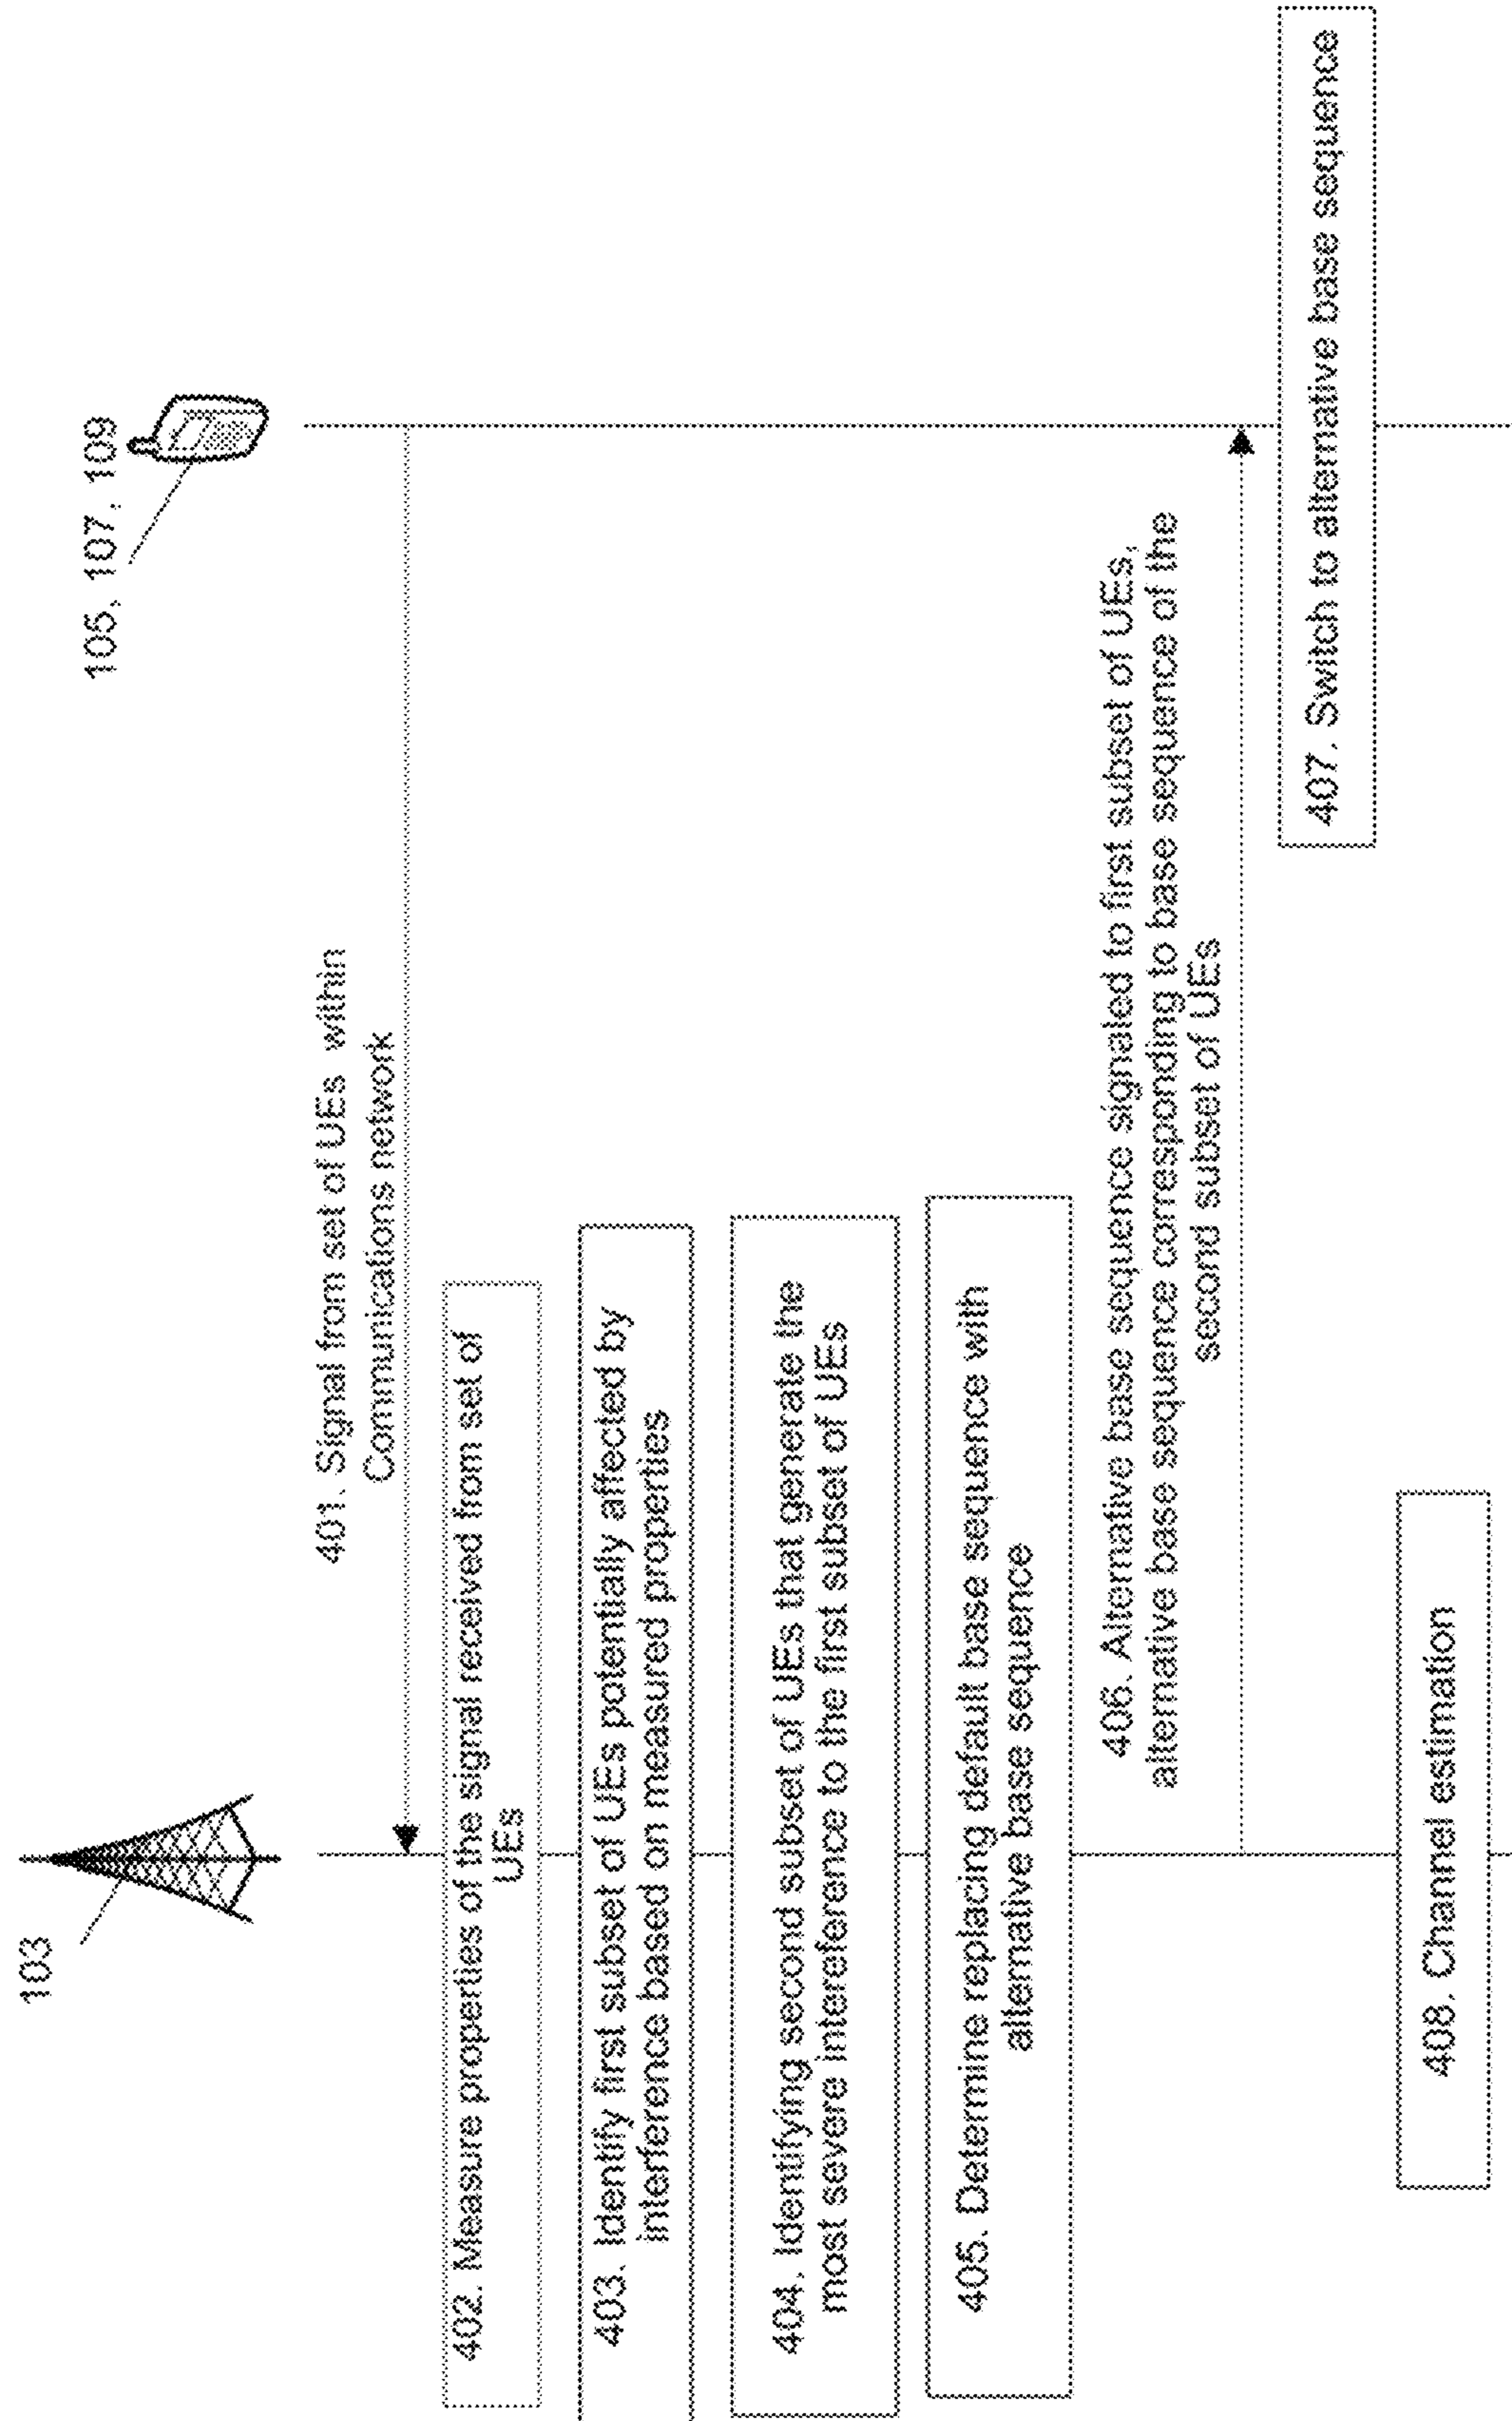 103
105, 107, 109
401. Signal from set of UEs within
Communications network
402. Measure properties of the signal received from set of
UEs
403. Identify first subset of UEs potentially affected by
interference based on measured properties
404. Identifying second subset of UEs that generate the
most severe intereference to the first subset of UEs
405. Determine replacing default base sequence with
alternative base sequence
406. Alternative base sequence signaled to first subset of UEs,
alternative base sequence corresponding to base sequence of the
second subset of UEs
407. Switch to alternative base sequence
408. Channel estimation